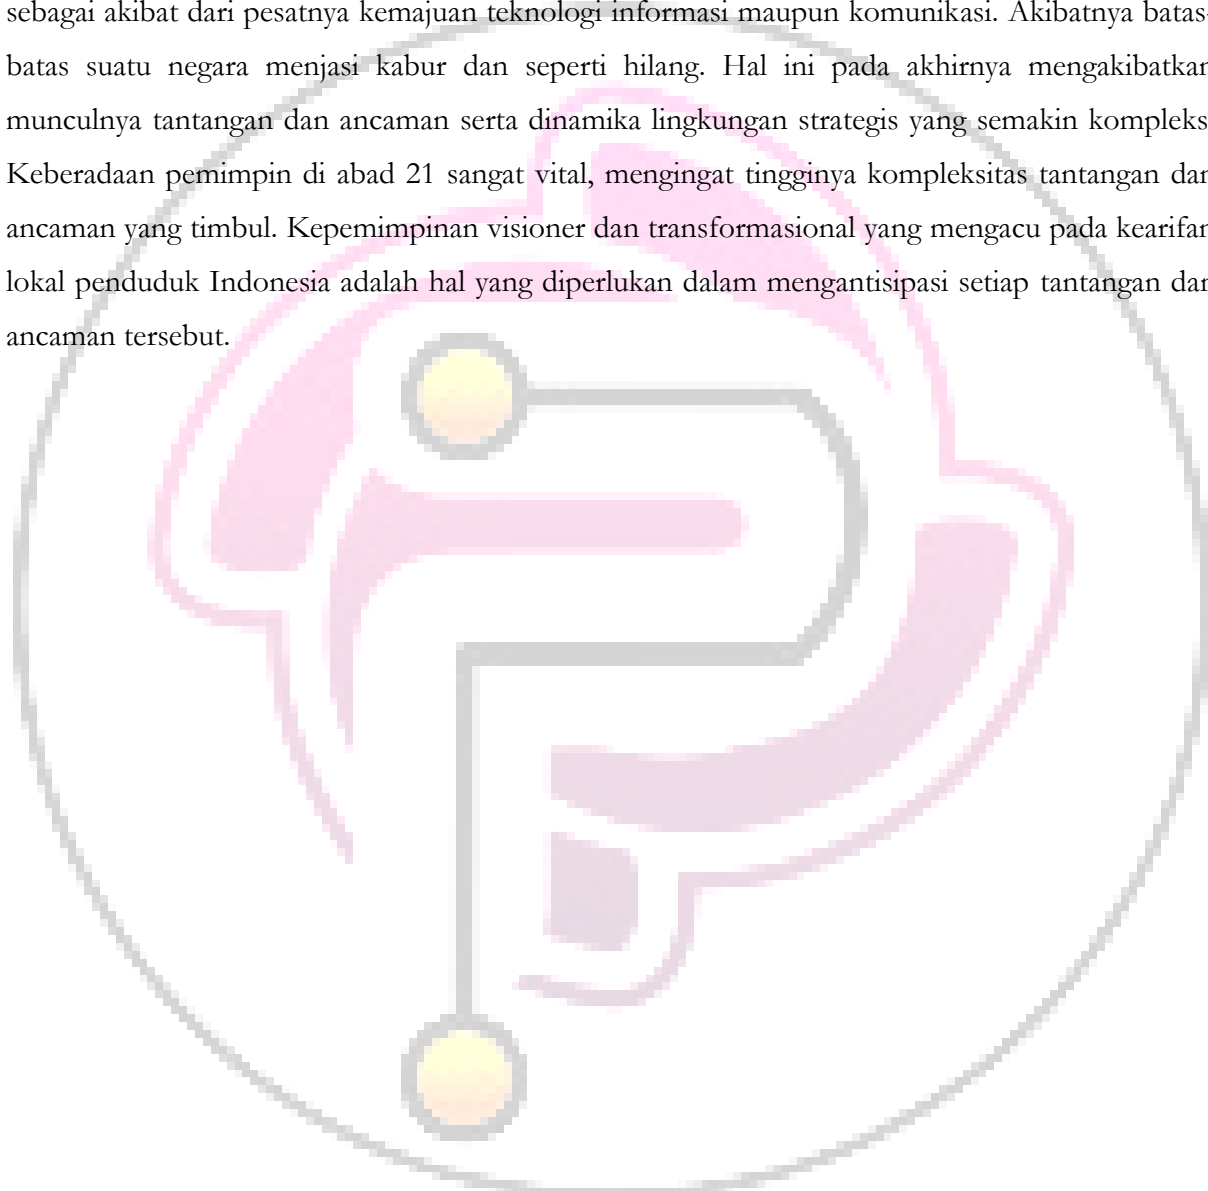 sebagai akibat dari pesatnya kemajuan teknologi informasi maupun komunikasi. Akibatnya batas-
batas suatu negara menjasi kabur dan seperti hilang. Hal ini pada akhirnya mengakibatkan
munculnya tantangan dan ancaman serta dinamika lingkungan strategis yang semakin kompleks.
Keberadaan pemimpin di abad 21 sangat vital, mengingat tingginya kompleksitas tantangan dan
ancaman yang timbul. Kepemimpinan visioner dan transformasional yang mengacu pada kearifan
lokal penduduk Indonesia adalah hal yang diperlukan dalam mengantisipasi setiap tantangan dan
ancaman tersebut.